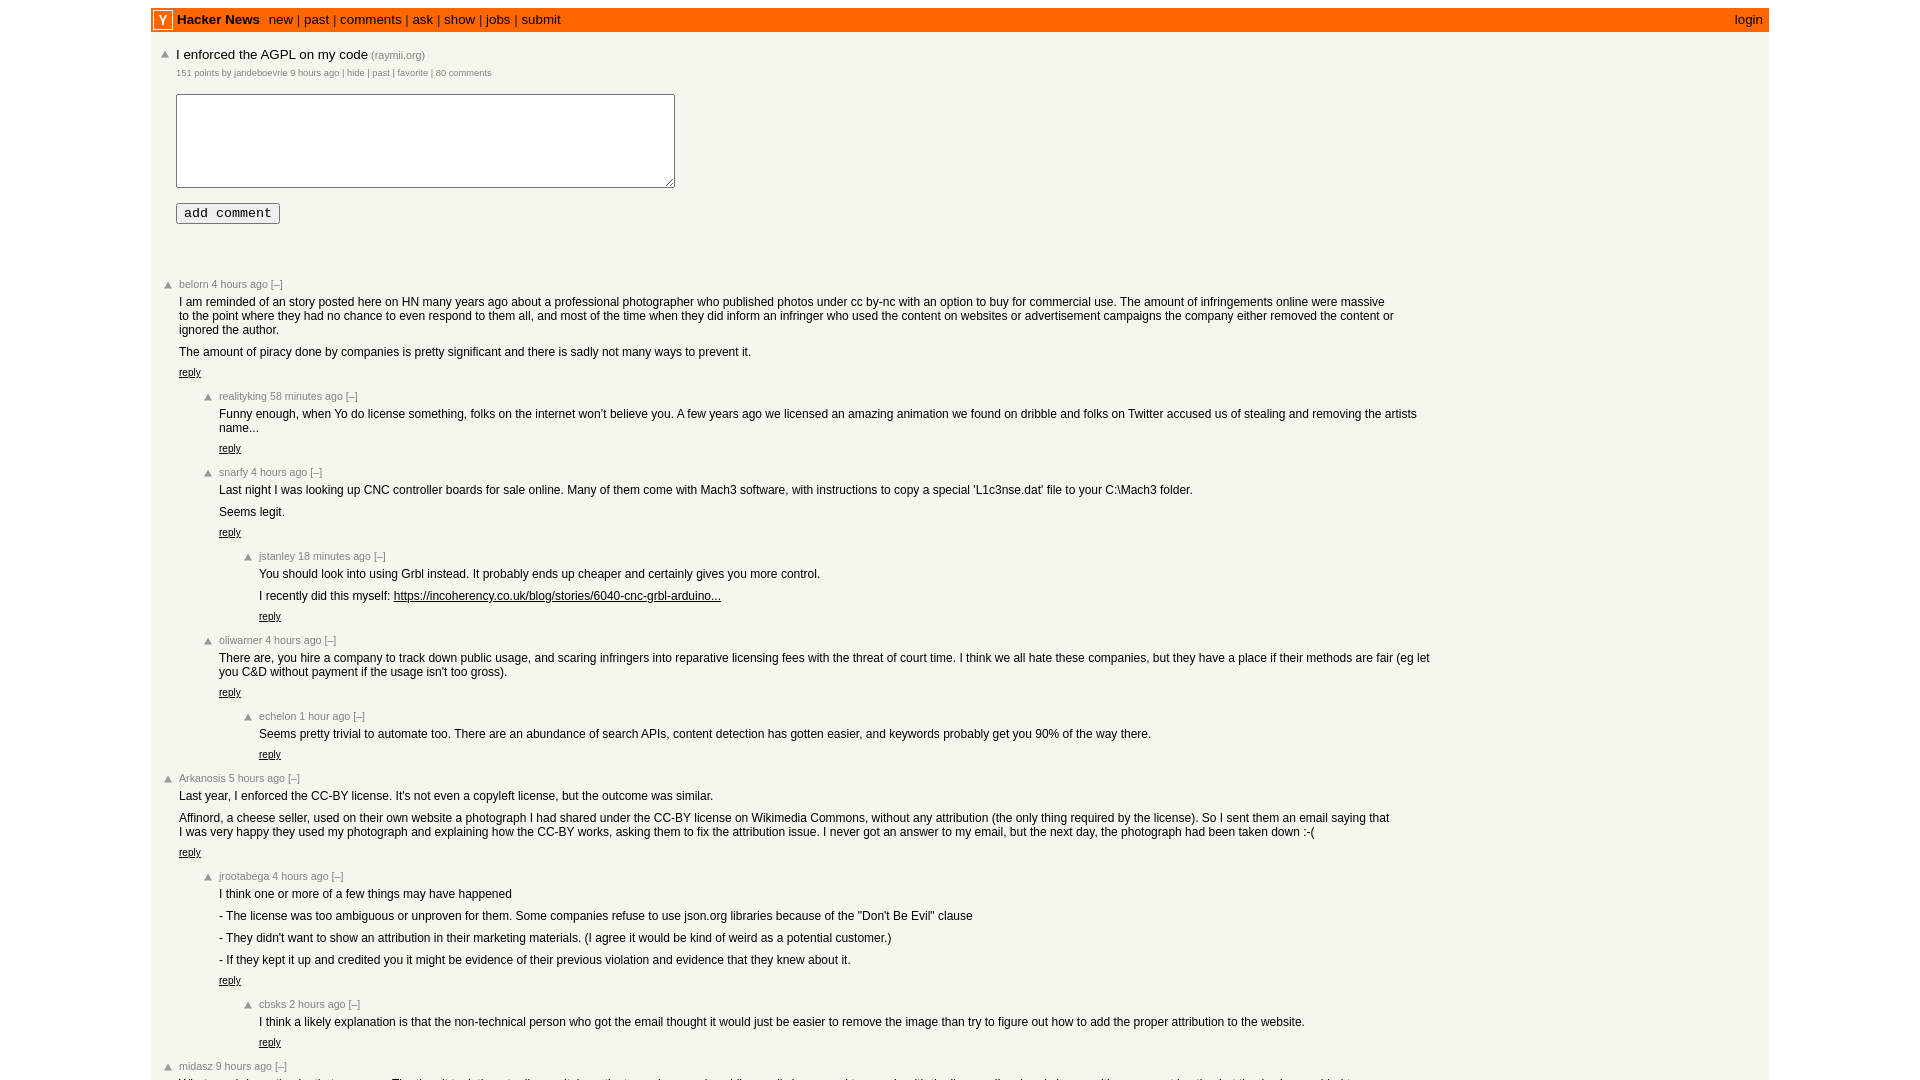 Y Hacker News new | past | comments | ask | show | jobs | submit login
I enforced the AGPL on my code (raymii.org)
151 points by jandeboevrie 9 hours ago | hide | past | favorite | 80 comments
add comment
belorn 4 hours ago [–]
I am reminded of an story posted here on HN many years ago about a professional photographer who published photos under cc by-nc with an option to buy for commercial use. The amount of infringements online were massive
to the point where they had no chance to even respond to them all, and most of the time when they did inform an infringer who used the content on websites or advertisement campaigns the company either removed the content or
ignored the author.
The amount of piracy done by companies is pretty significant and there is sadly not many ways to prevent it.
reply
realityking 58 minutes ago [–]
Funny enough, when Yo do license something, folks on the internet won’t believe you. A few years ago we licensed an amazing animation we found on dribble and folks on Twitter accused us of stealing and removing the artists
name...
reply
snarfy 4 hours ago [–]
Last night I was looking up CNC controller boards for sale online. Many of them come with Mach3 software, with instructions to copy a special 'L1c3nse.dat' file to your C:\Mach3 folder.
Seems legit.
reply
jstanley 18 minutes ago [–]
You should look into using Grbl instead. It probably ends up cheaper and certainly gives you more control.
I recently did this myself: https://incoherency.co.uk/blog/stories/6040-cnc-grbl-arduino...
reply
oliwarner 4 hours ago [–]
There are, you hire a company to track down public usage, and scaring infringers into reparative licensing fees with the threat of court time. I think we all hate these companies, but they have a place if their methods are fair (eg let
you C&D without payment if the usage isn't too gross).
reply
echelon 1 hour ago [–]
Seems pretty trivial to automate too. There are an abundance of search APIs, content detection has gotten easier, and keywords probably get you 90% of the way there.
reply
Arkanosis 5 hours ago [–]
Last year, I enforced the CC-BY license. It's not even a copyleft license, but the outcome was similar.
Affinord, a cheese seller, used on their own website a photograph I had shared under the CC-BY license on Wikimedia Commons, without any attribution (the only thing required by the license). So I sent them an email saying that
I was very happy they used my photograph and explaining how the CC-BY works, asking them to fix the attribution issue. I never got an answer to my email, but the next day, the photograph had been taken down :-(
reply
jrootabega 4 hours ago [–]
I think one or more of a few things may have happened
- The license was too ambiguous or unproven for them. Some companies refuse to use json.org libraries because of the "Don't Be Evil" clause
- They didn't want to show an attribution in their marketing materials. (I agree it would be kind of weird as a potential customer.)
- If they kept it up and credited you it might be evidence of their previous violation and evidence that they knew about it.
reply
cbsks 2 hours ago [–]
I think a likely explanation is that the non-technical person who got the email thought it would just be easier to remove the image than try to figure out how to add the proper attribution to the website.
reply
midasz 9 hours ago [–]